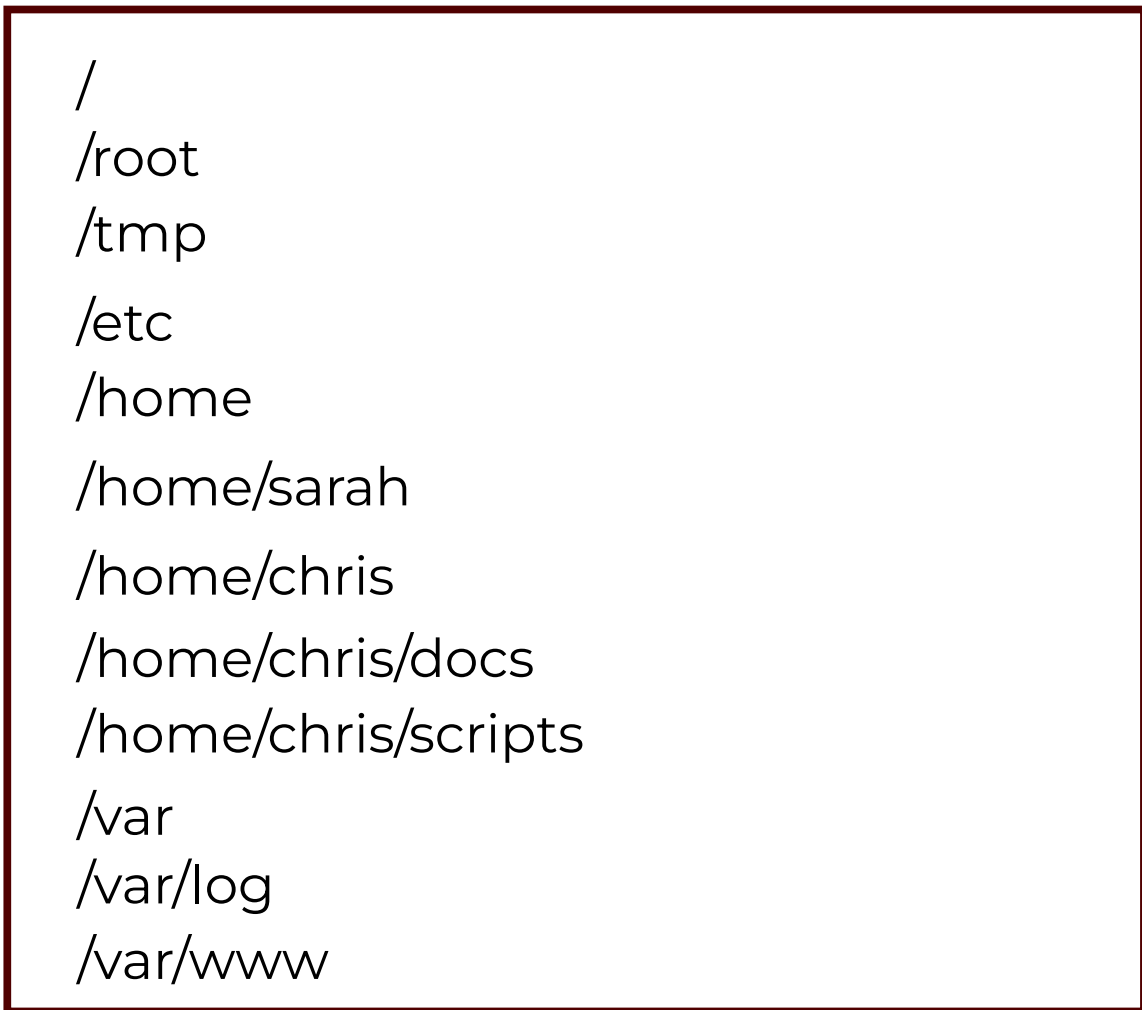 /
/root
/tmp
/etc
/home
/home/sarah
/home/chris
/home/chris/docs
/home/chris/scripts
/var
/var/log
/var/www